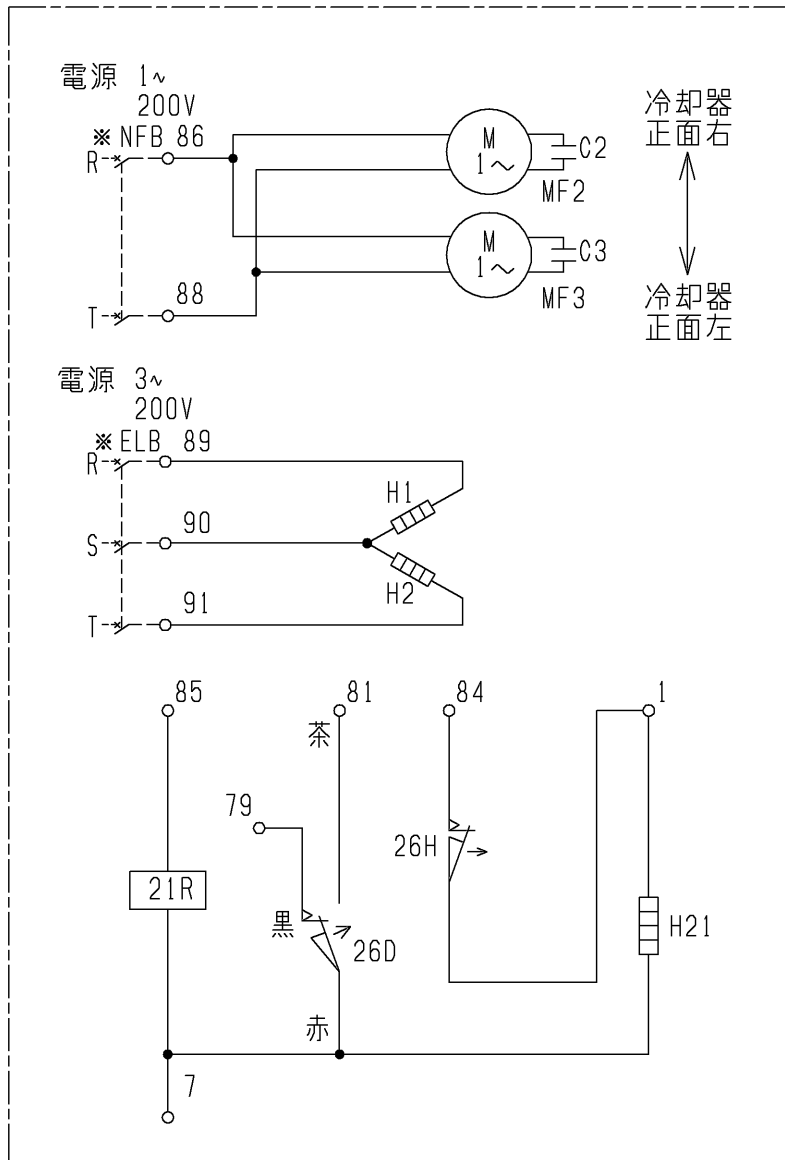 電源 1~
200V
※NFB 86
R
T
88
M
1~
C2
MF2
M
1~
C3
MF3
冷却器
正面右
冷却器
正面左
電源 3~
200V
※ELB 89
R
S
90
T
91
H1
H2
85
81
84
1
茶
79
26H
21R
黒
26D
H21
赤
7